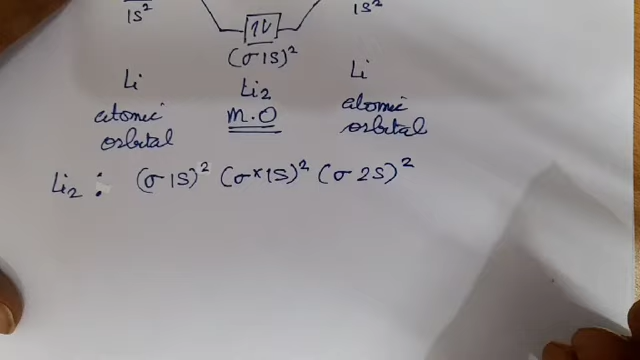 1s² 1s²
(σ1s)²
Li Li₂ Li
atomic M.O atomic
orbital orbital
Li₂ : (σ1s)² (σ*1s)² (σ2s)²